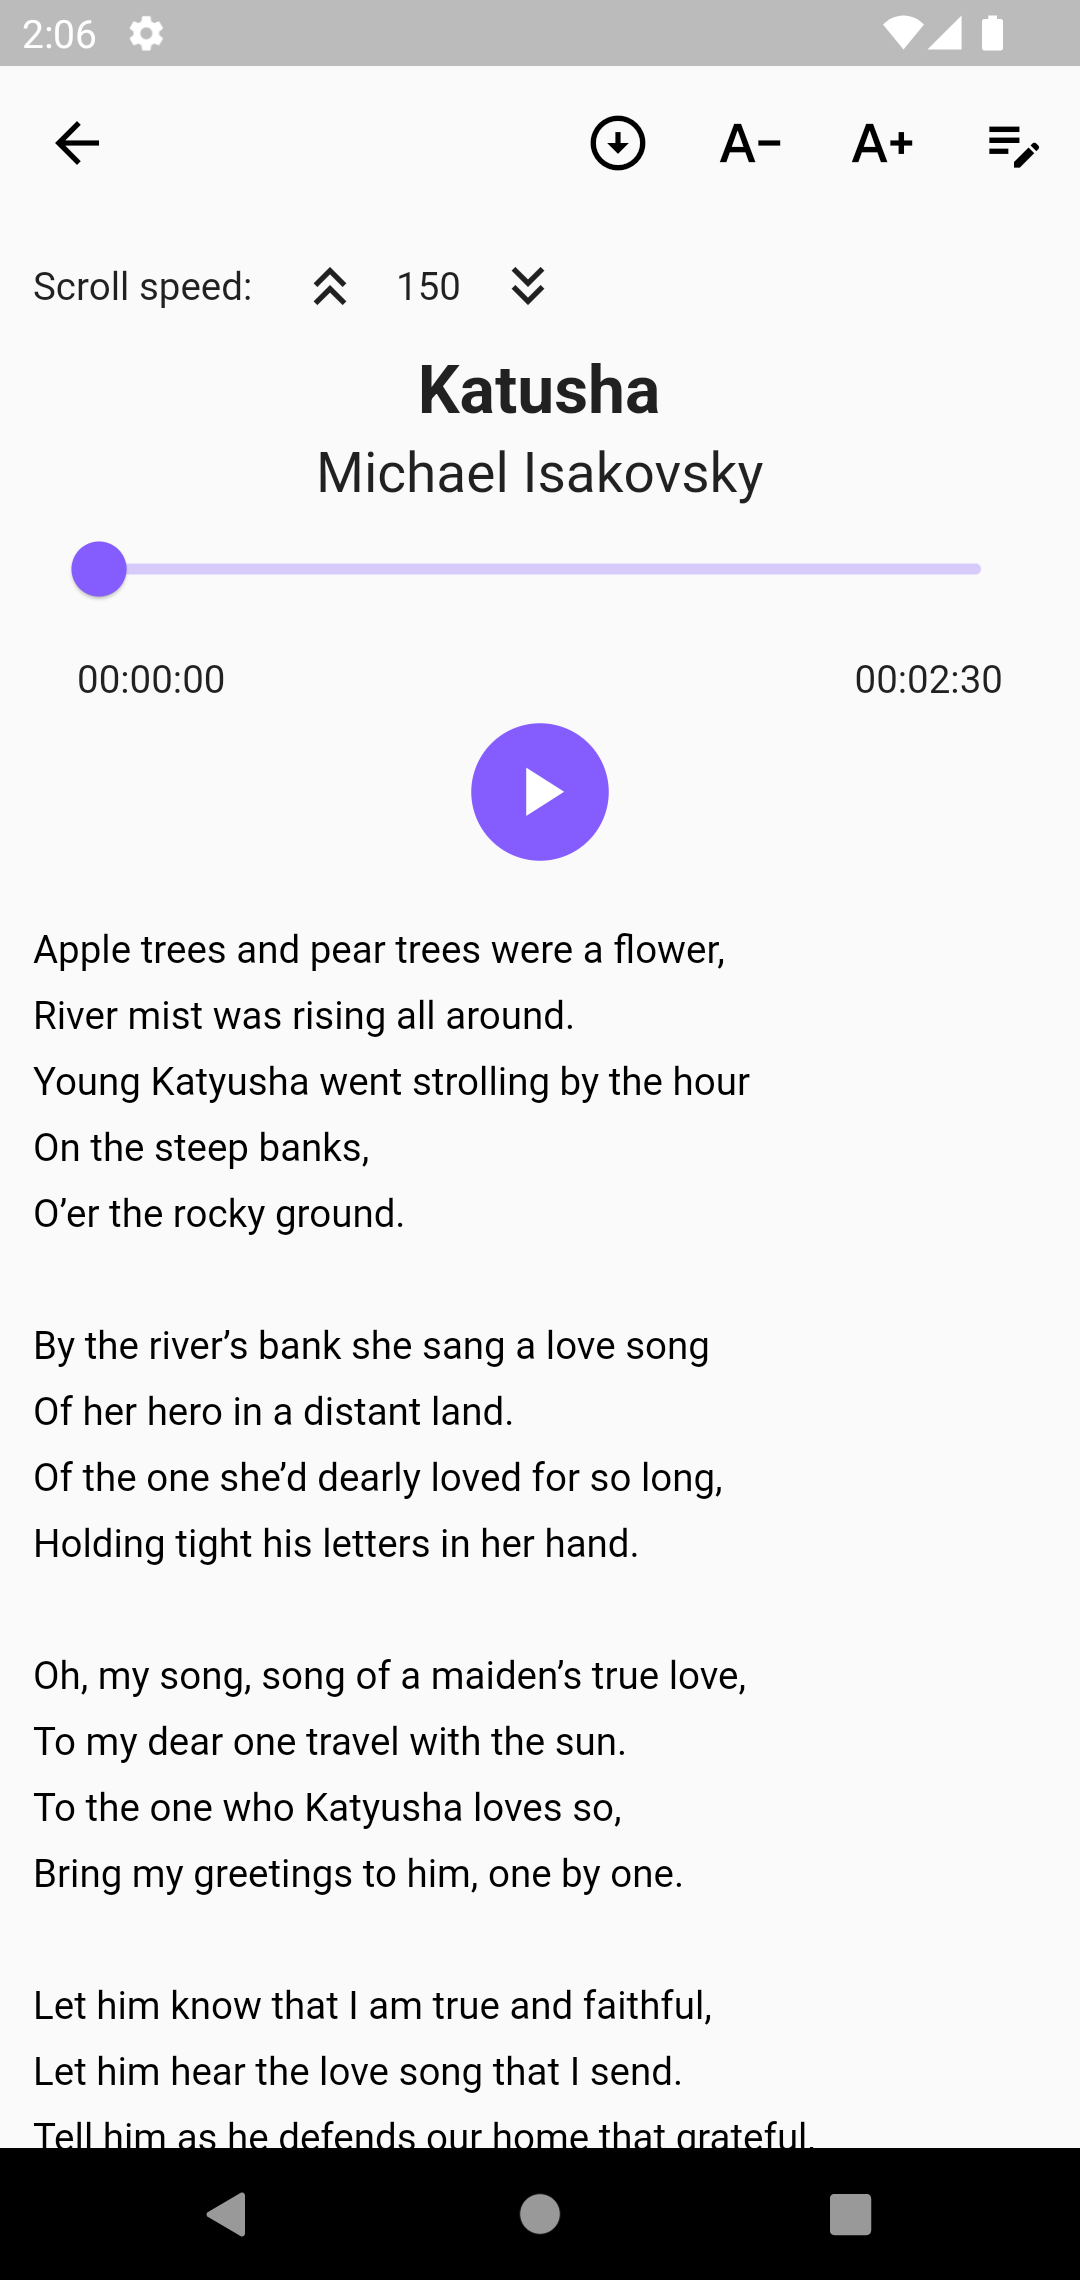 2:06
A- A+
Scroll speed: 150
Katusha
Michael Isakovsky
00:00:00 00:02:30
Apple trees and pear trees were a flower,
River mist was rising all around.
Young Katyusha went strolling by the hour
On the steep banks,
O’er the rocky ground.
By the river’s bank she sang a love song
Of her hero in a distant land.
Of the one she’d dearly loved for so long,
Holding tight his letters in her hand.
Oh, my song, song of a maiden’s true love,
To my dear one travel with the sun.
To the one who Katyusha loves so,
Bring my greetings to him, one by one.
Let him know that I am true and faithful,
Let him hear the love song that I send.
Tell him as he defends our home that grateful,